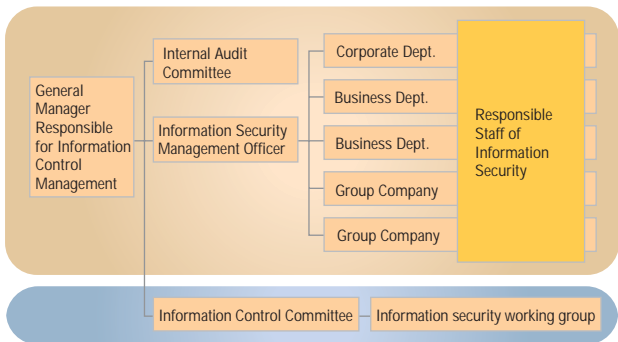 General
Manager
Responsible
for Information
Control
Management
Internal Audit
Committee
Information Security
Management Officer
Corporate Dept.
Business Dept.
Business Dept.
Group Company
Group Company
Responsible
Staff of
Information
Security
Information Control Committee
Information security working group